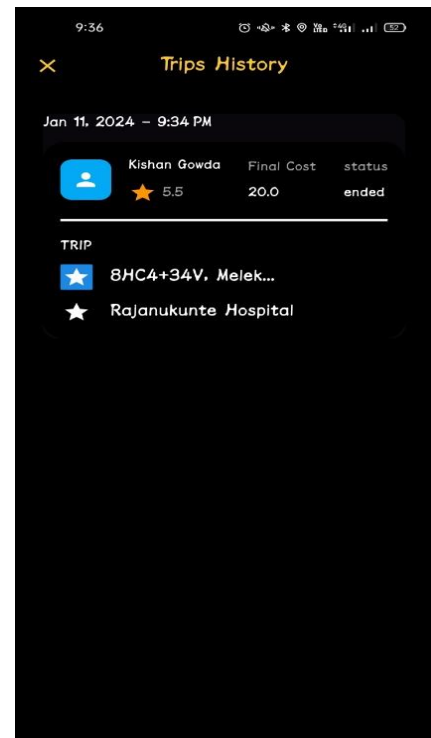 9:36
52
Trips History
Jan 11, 2024 – 9:34 PM
Kishan Gowda Final Cost status
5.5 20.0 ended
TRIP
8HC4+34V, Melek...
Rajanukunte Hospital